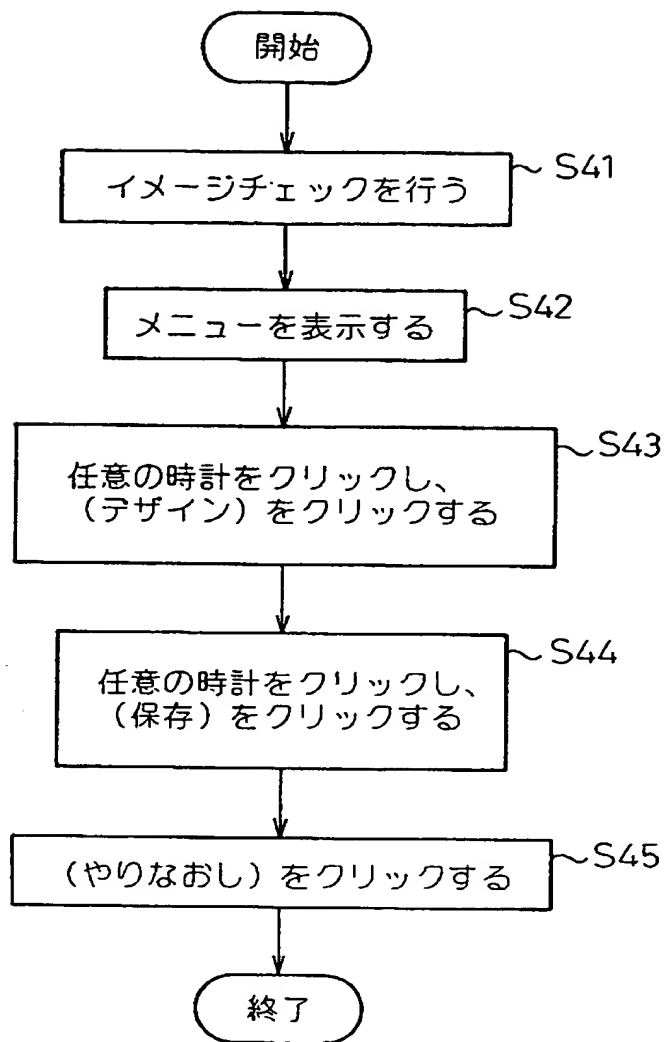 開始
イメージチェックを行う
S41
メニューを表示する
S42
任意の時計をクリックし、
(デザイン)をクリックする
S43
任意の時計をクリックし、
(保存)をクリックする
S44
(やりなおし)をクリックする
S45
終了